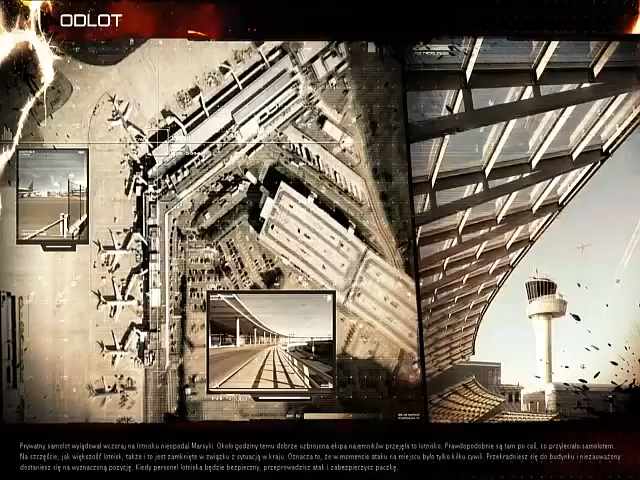 ODLOT
Prywatny samolot wylądował wczoraj na lotnisku nieopodal Marsylii. Około godziny temu dobrze uzbrojona ekipa najemników przejęła to lotnisko. Prawdopodobnie są tam po coś, co przyleciało samolotem.
Na szczęście, jak większość lotnisk, także i to jest zamknięte w związku z sytuacją w kraju. Oznacza to, że w momencie ataku na miejscu było tylko kilku cywili. Przekradniesz się do budynku i niezauważony
dostaniesz się na wyznaczoną pozycję. Kiedy personel lotniska będzie bezpieczny, przeprowadzisz atak i zabezpieczysz paczkę.